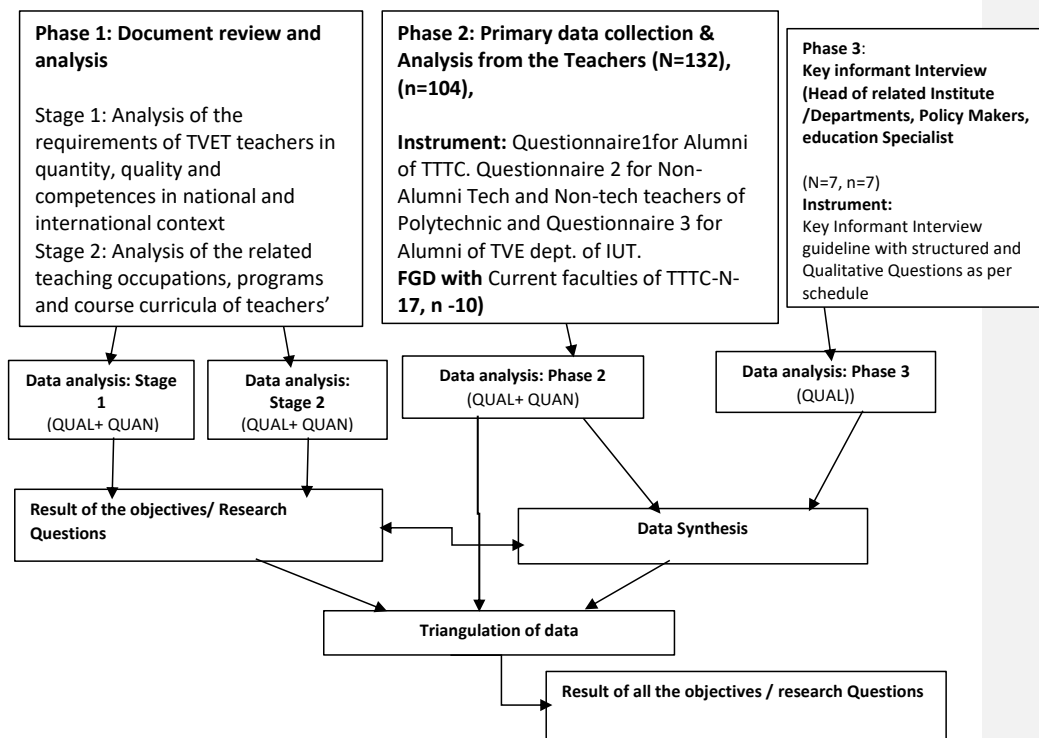 Phase 1: Document review and
analysis
Stage 1: Analysis of the
requirements of TVET teachers in
quantity, quality and
competences in national and
international context
Stage 2: Analysis of the related
teaching occupations, programs
and course curricula of teachers’
Phase 2: Primary data collection &
Analysis from the Teachers (N=132),
(n=104),
Instrument: Questionnaire1for Alumni
of TTTC. Questionnaire 2 for Non-
Alumni Tech and Non-tech teachers of
Polytechnic and Questionnaire 3 for
Alumni of TVE dept. of IUT.
FGD with Current faculties of TTTC-N-
17, n -10)
Phase 3:
Key informant Interview
(Head of related Institute
/Departments, Policy Makers,
education Specialist
(N=7, n=7)
Instrument:
Key Informant Interview
guideline with structured and
Qualitative Questions as per
schedule
Data analysis: Stage
1
(QUAL+ QUAN)
Data analysis:
Stage 2
(QUAL+ QUAN)
Data analysis: Phase 2
(QUAL+ QUAN)
Data analysis: Phase 3
(QUAL))
Result of the objectives/ Research
Questions
Data Synthesis
Triangulation of data
Result of all the objectives / research Questions